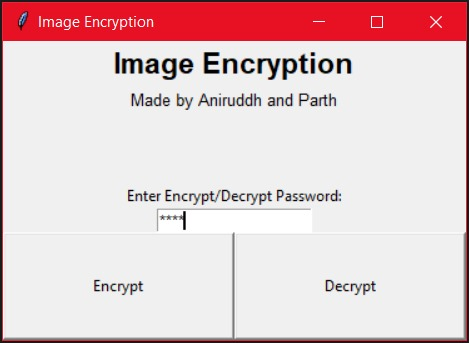 Image Encryption
Image Encryption
Made by Aniruddh and Parth
Enter Encrypt/Decrypt Password:
****
Encrypt
Decrypt